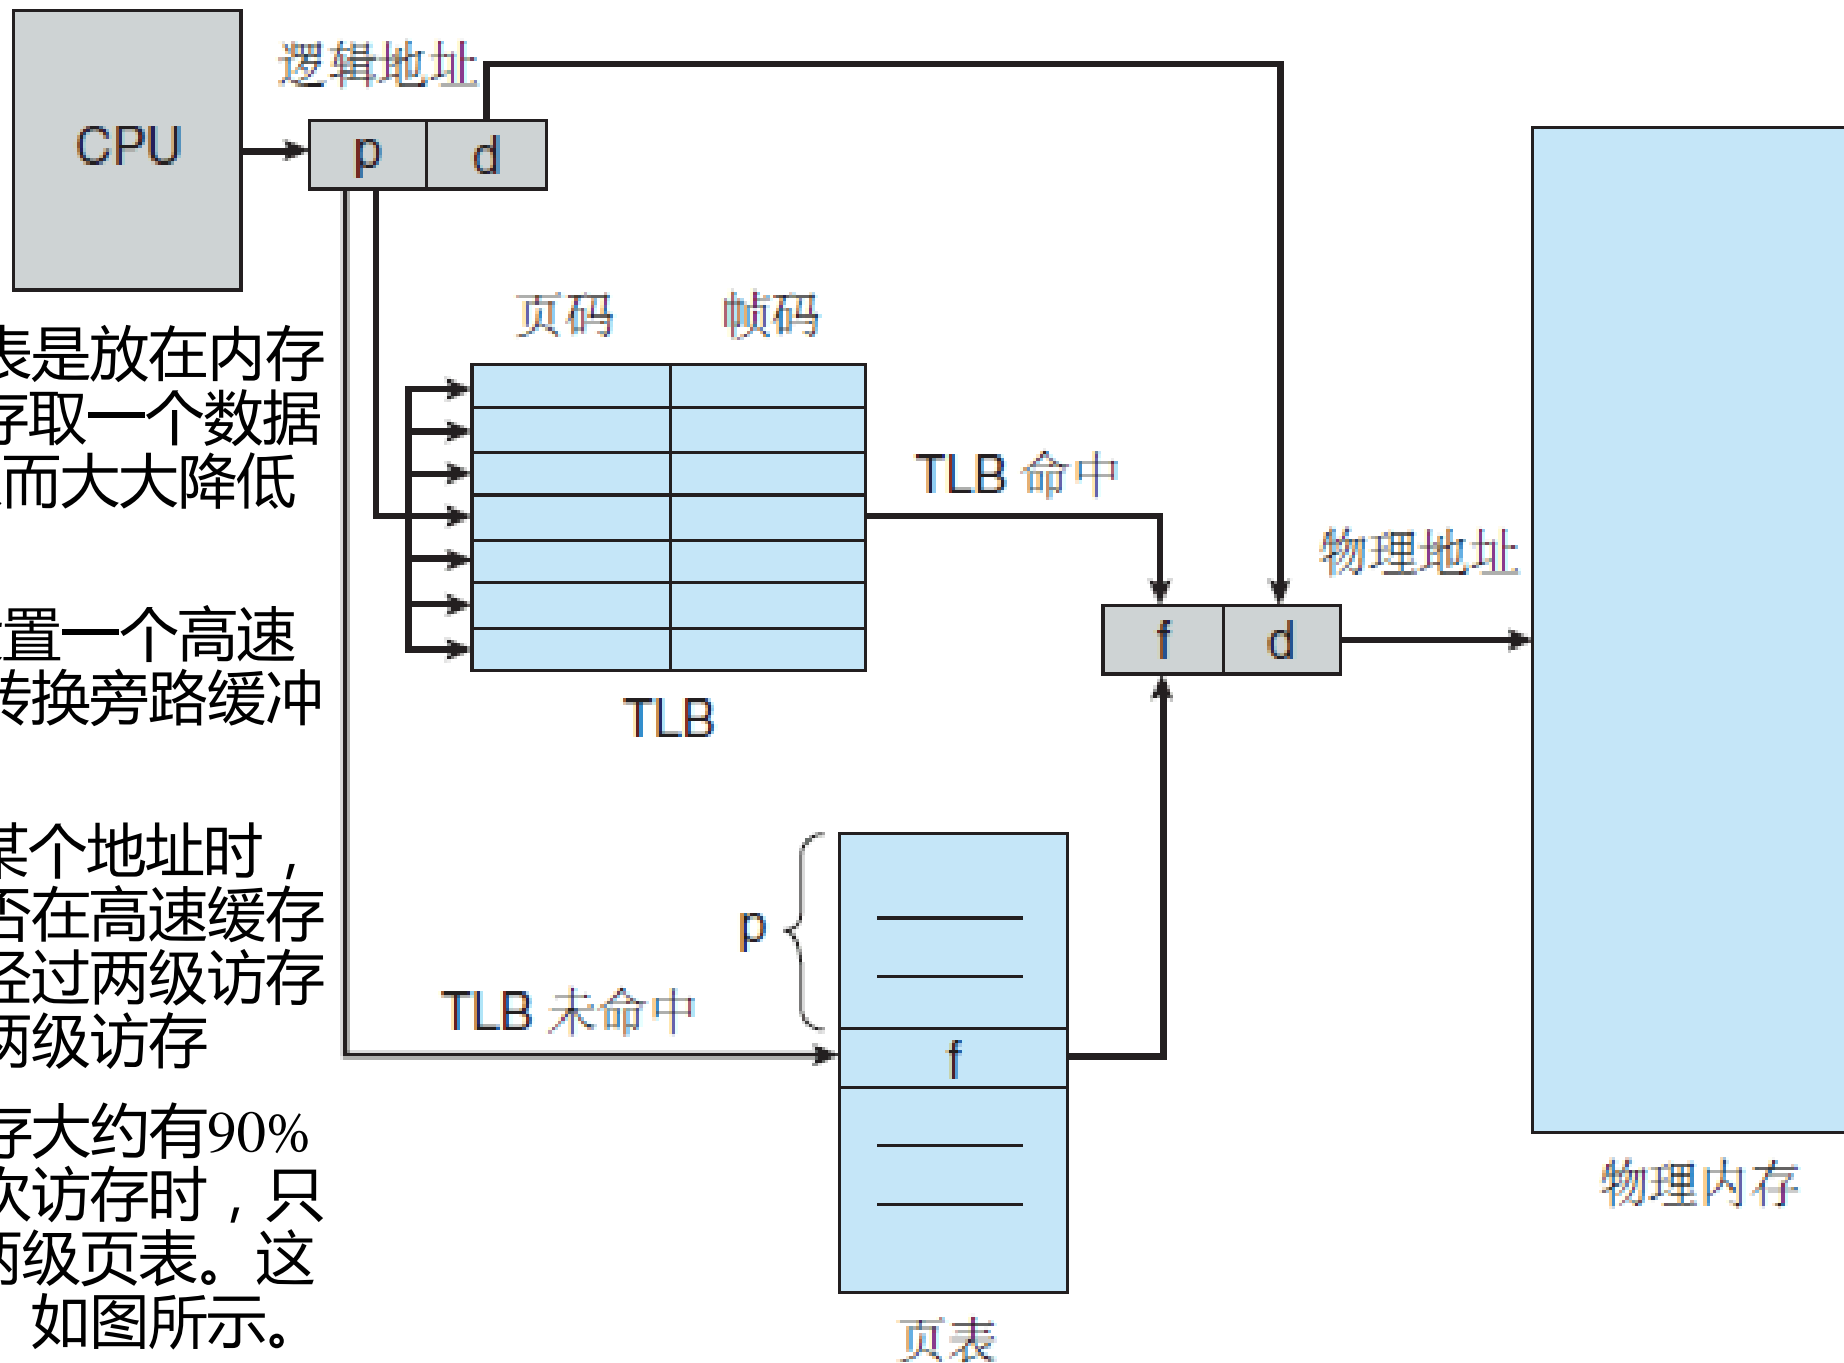 逻辑地址
CPU
p
d
页码
帧码
表是放在内存
存取一个数据
而大大降低
TLB 命中
物理地址
置一个高速
转换旁路缓冲
f
d
TLB
某个地址时，
否在高速缓存
经过两级访存
两级访存
p
TLB 未命中
f
存大约有90%
次访存时，只
两级页表。这
如图所示。
物理内存
页表